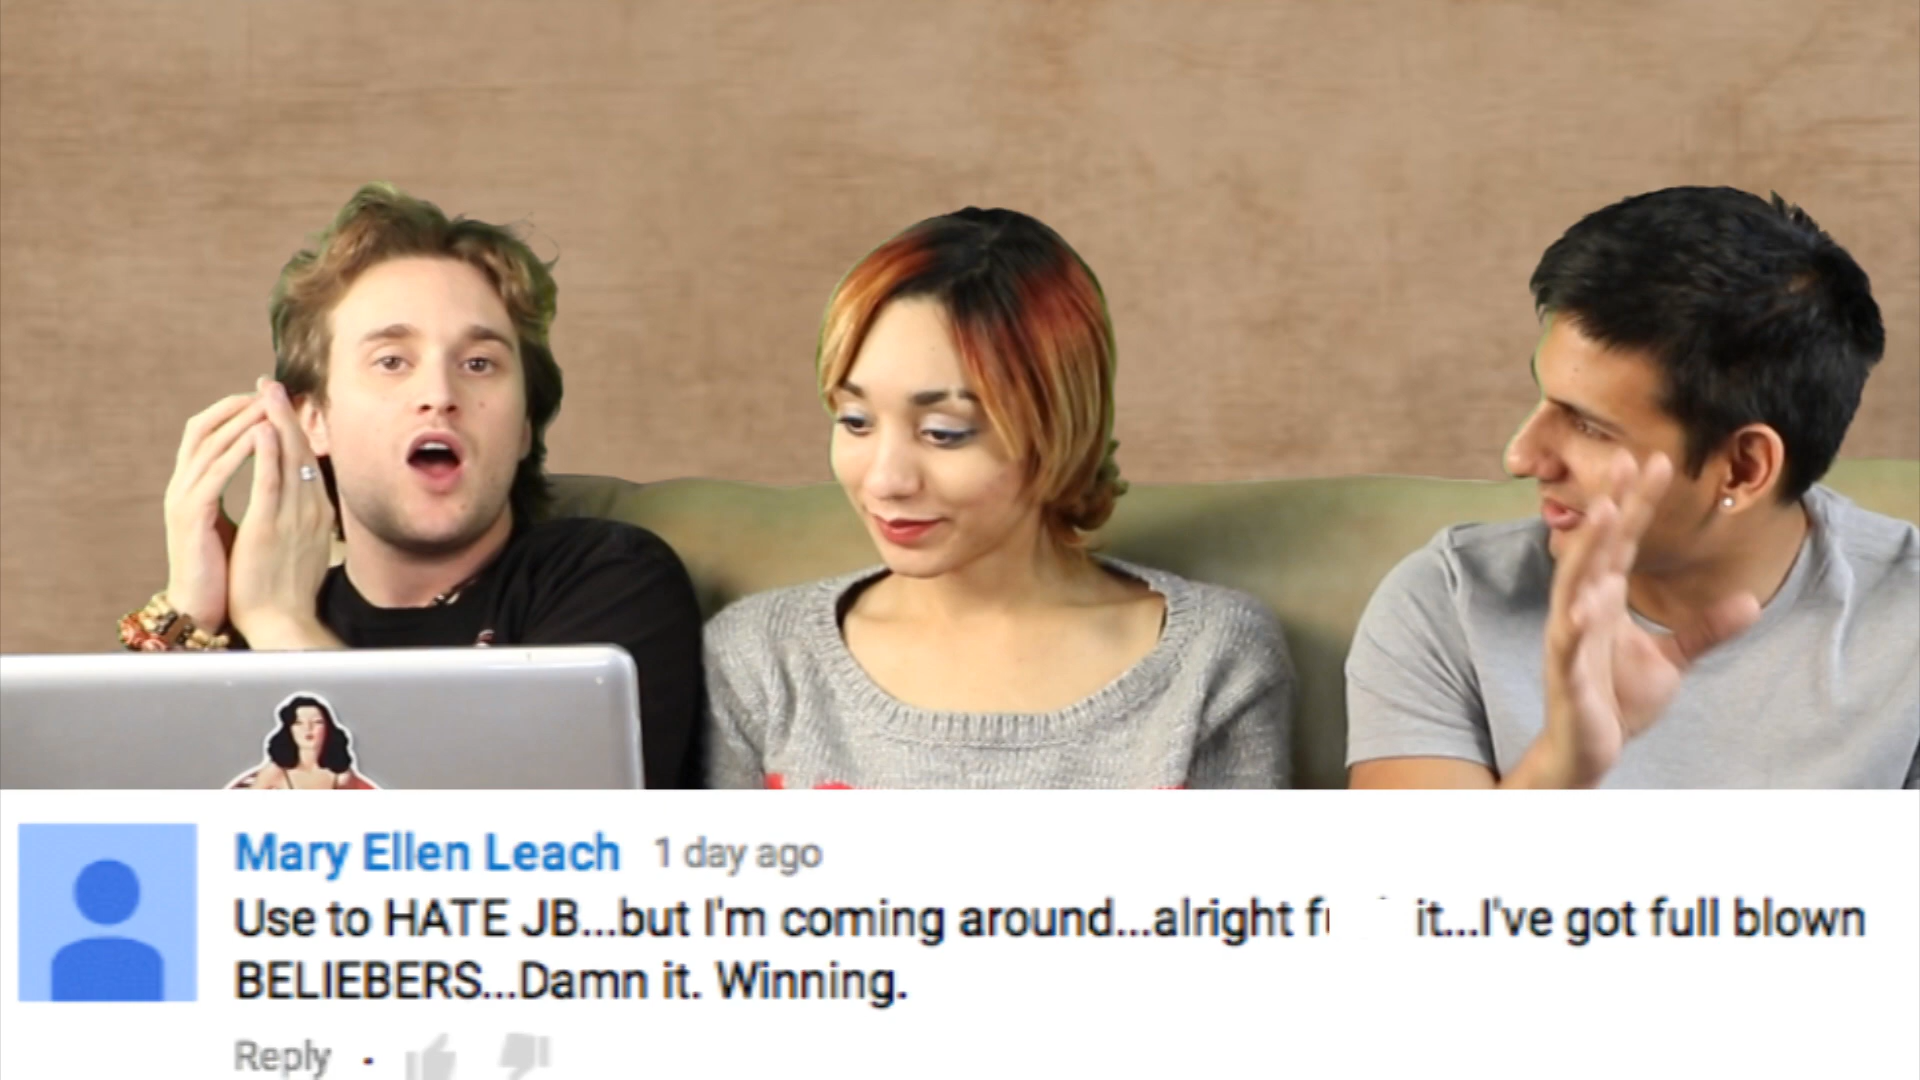 Mary Ellen Leach 1 day ago
Use to HATE JB...but I'm coming around...alright f it...I've got full blown
BELIEBERS...Damn it. Winning.
Reply